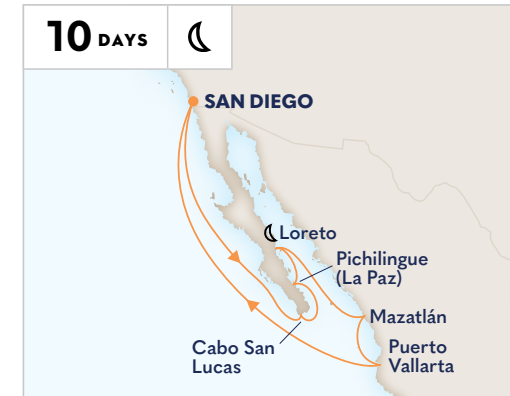 10 DAYS
SAN DIEGO
Loreto
Pichilingue
(La Paz)
Mazatlán
Cabo San
Lucas
Puerto
Vallarta